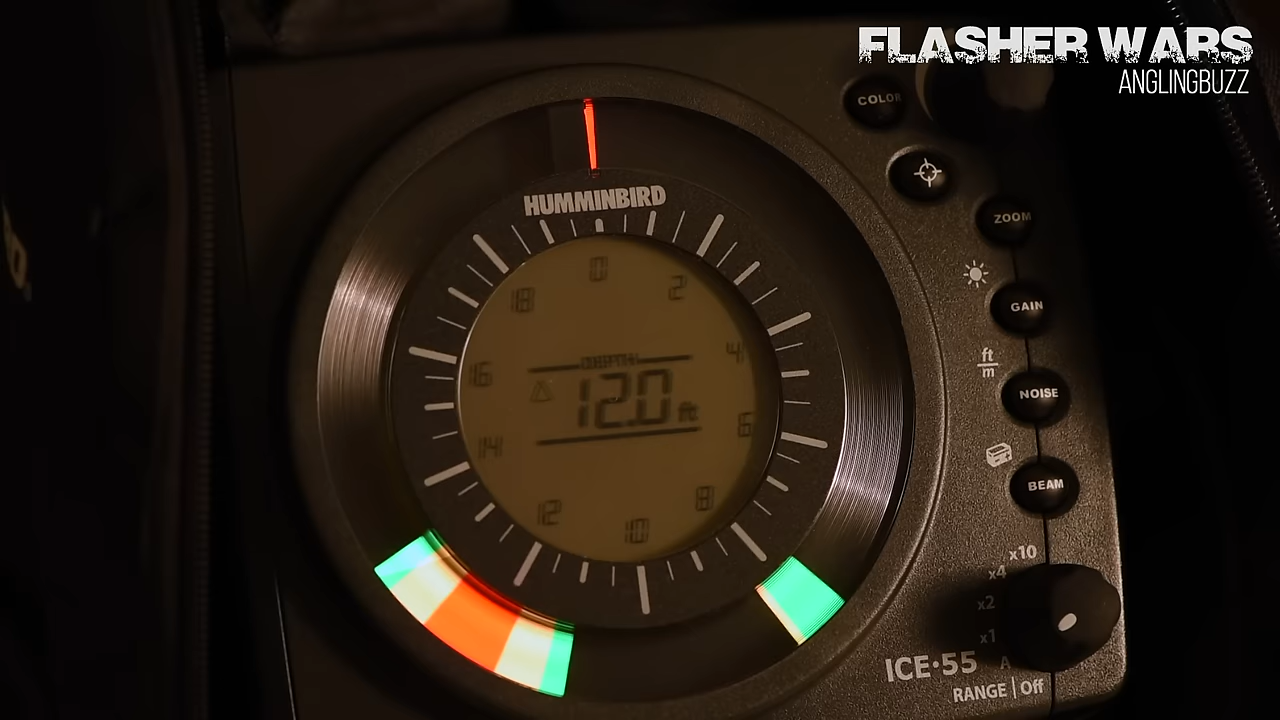 FLASHER WARS
ANGLINGBUZZ
COLOR
HUMMINBIRD
ZOOM
GAIN
ft
m
NOISE
BEAM
0
2
4
6
8
10
12
14
16
18
DEPTH
12.0 ft
x10
x4
x2
x1
A
ICE•55
RANGE | Off